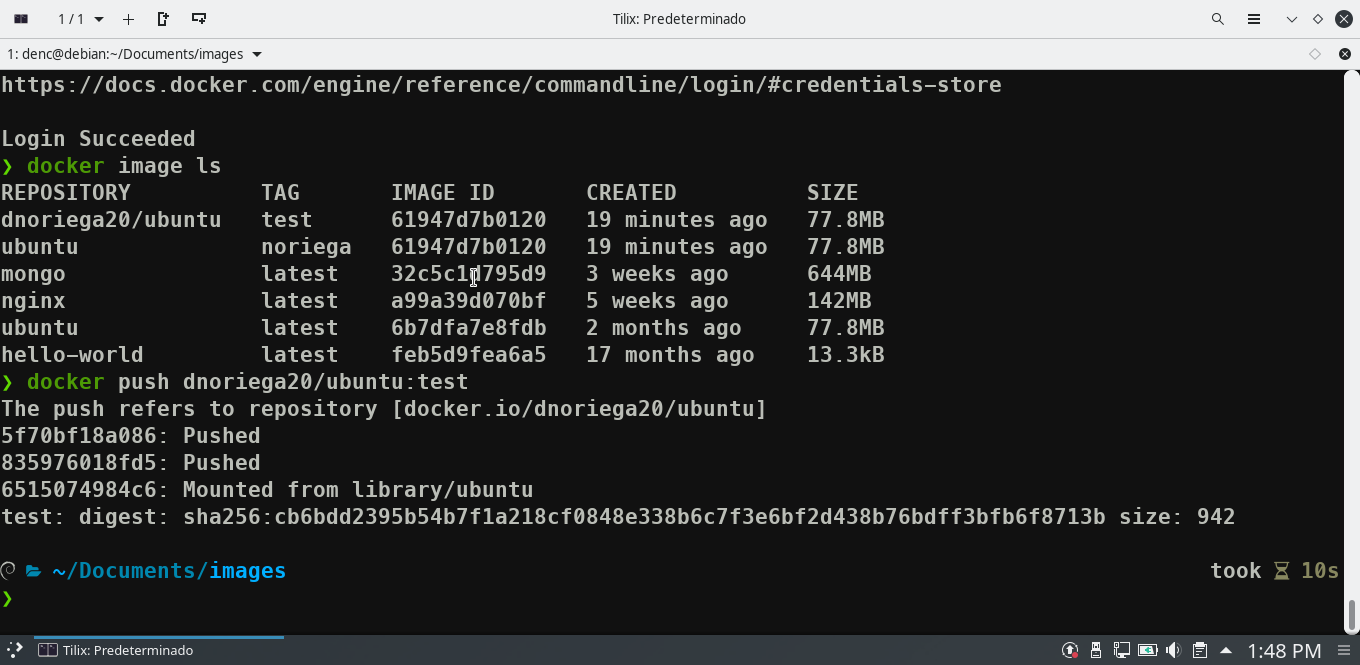 1 / 1
Tilix: Predeterminado
1: denc@debian:~/Documents/images
https://docs.docker.com/engine/reference/commandline/login/#credentials-store
Login Succeeded
❯ docker image ls
REPOSITORY TAG IMAGE ID CREATED SIZE
dnoriega20/ubuntu test 61947d7b0120 19 minutes ago 77.8MB
ubuntu noriega 61947d7b0120 19 minutes ago 77.8MB
mongo latest 32c5c1d795d9 3 weeks ago 644MB
nginx latest a99a39d070bf 5 weeks ago 142MB
ubuntu latest 6b7dfa7e8fdb 2 months ago 77.8MB
hello-world latest feb5d9fea6a5 17 months ago 13.3kB
❯ docker push dnoriega20/ubuntu:test
The push refers to repository [docker.io/dnoriega20/ubuntu]
5f70bf18a086: Pushed
835976018fd5: Pushed
6515074984c6: Mounted from library/ubuntu
test: digest: sha256:cb6bdd2395b54b7f1a218cf0848e338b6c7f3e6bf2d438b76bdff3bfb6f8713b size: 942
~/Documents/images took 10s
❯
Tilix: Predeterminado
1:48 PM